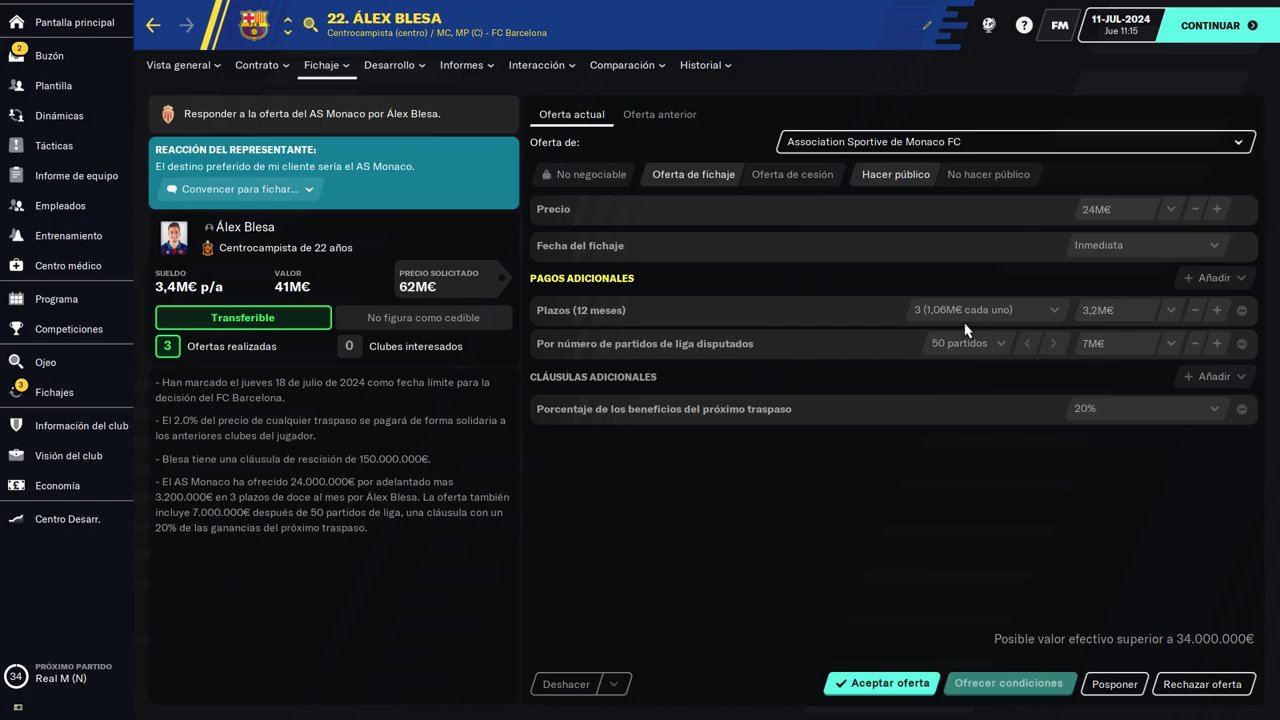 Pantalla principal
2
Buzón
Plantilla
Dinámicas
Tácticas
Informe de equipo
Empleados
Entrenamiento
Centro médico
Programa
Competiciones
Ojeo
3
Fichajes
Información del club
Visión del club
Economía
Centro Desarr.
34
PRÓXIMO PARTIDO
Real M (N)
22. ÁLEX BLESA
Centrocampista (centro) / MC, MP (C) - FC Barcelona
FM
11-JUL-2024
Jue 11:15
CONTINUAR
Vista general
Contrato
Fichaje
Desarrollo
Informes
Interacción
Comparación
Historial
Responder a la oferta del AS Monaco por Álex Blesa.
REACCIÓN DEL REPRESENTANTE:
El destino preferido de mi cliente sería el AS Monaco.
Convencer para fichar...
Álex Blesa
Centrocampista de 22 años
SUELDO
3,4M€ p/a
VALOR
41M€
PRECIO SOLICITADO
62M€
Transferible
No figura como cedible
3 Ofertas realizadas
0 Clubes interesados
- Han marcado el jueves 18 de julio de 2024 como fecha límite para la
decisión del FC Barcelona.
- El 2.0% del precio de cualquier traspaso se pagará de forma solidaria a
los anteriores clubes del jugador.
- Blesa tiene una cláusula de rescisión de 150.000.000€.
- El AS Monaco ha ofrecido 24.000.000€ por adelantado mas
3.200.000€ en 3 plazos de doce al mes por Álex Blesa. La oferta también
incluye 7.000.000€ después de 50 partidos de liga, una cláusula con un
20% de las ganancias del próximo traspaso.
Oferta actual
Oferta anterior
Oferta de:
Association Sportive de Monaco FC
No negociable
Oferta de fichaje
Oferta de cesión
Hacer público
No hacer público
Precio
24M€
Fecha del fichaje
Inmediata
PAGOS ADICIONALES
Añadir
Plazos (12 meses)
3 (1,06M€ cada uno)
3,2M€
Por número de partidos de liga disputados
50 partidos
7M€
CLÁUSULAS ADICIONALES
Añadir
Porcentaje de los beneficios del próximo traspaso
20%
Posible valor efectivo superior a 34.000.000€
Deshacer
Aceptar oferta
Ofrecer condiciones
Posponer
Rechazar oferta